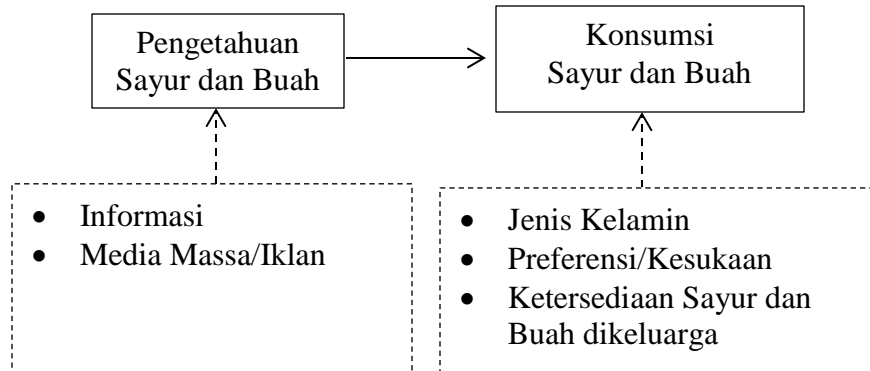 Pengetahuan
Sayur dan Buah
Konsumsi
Sayur dan Buah
• Informasi
• Media Massa/Iklan
• Jenis Kelamin
• Preferensi/Kesukaan
• Ketersediaan Sayur dan
Buah dikeluarga